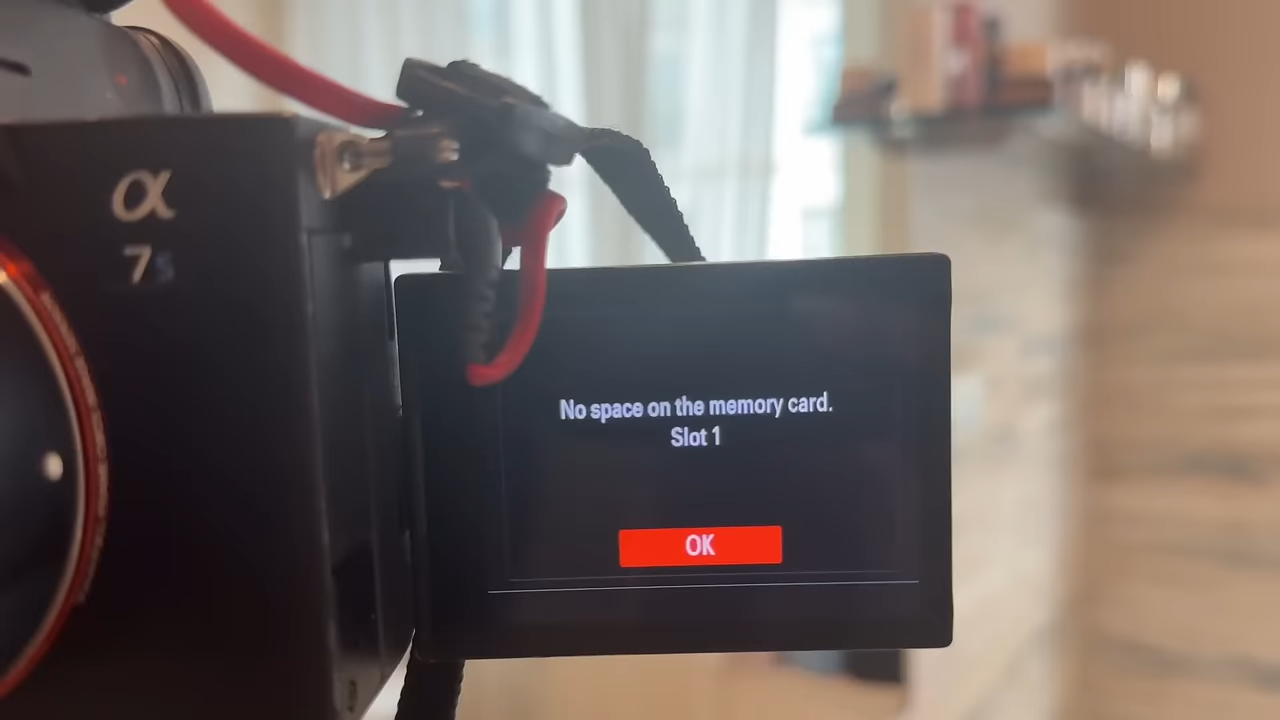 α
7S
No space on the memory card.
Slot 1
OK